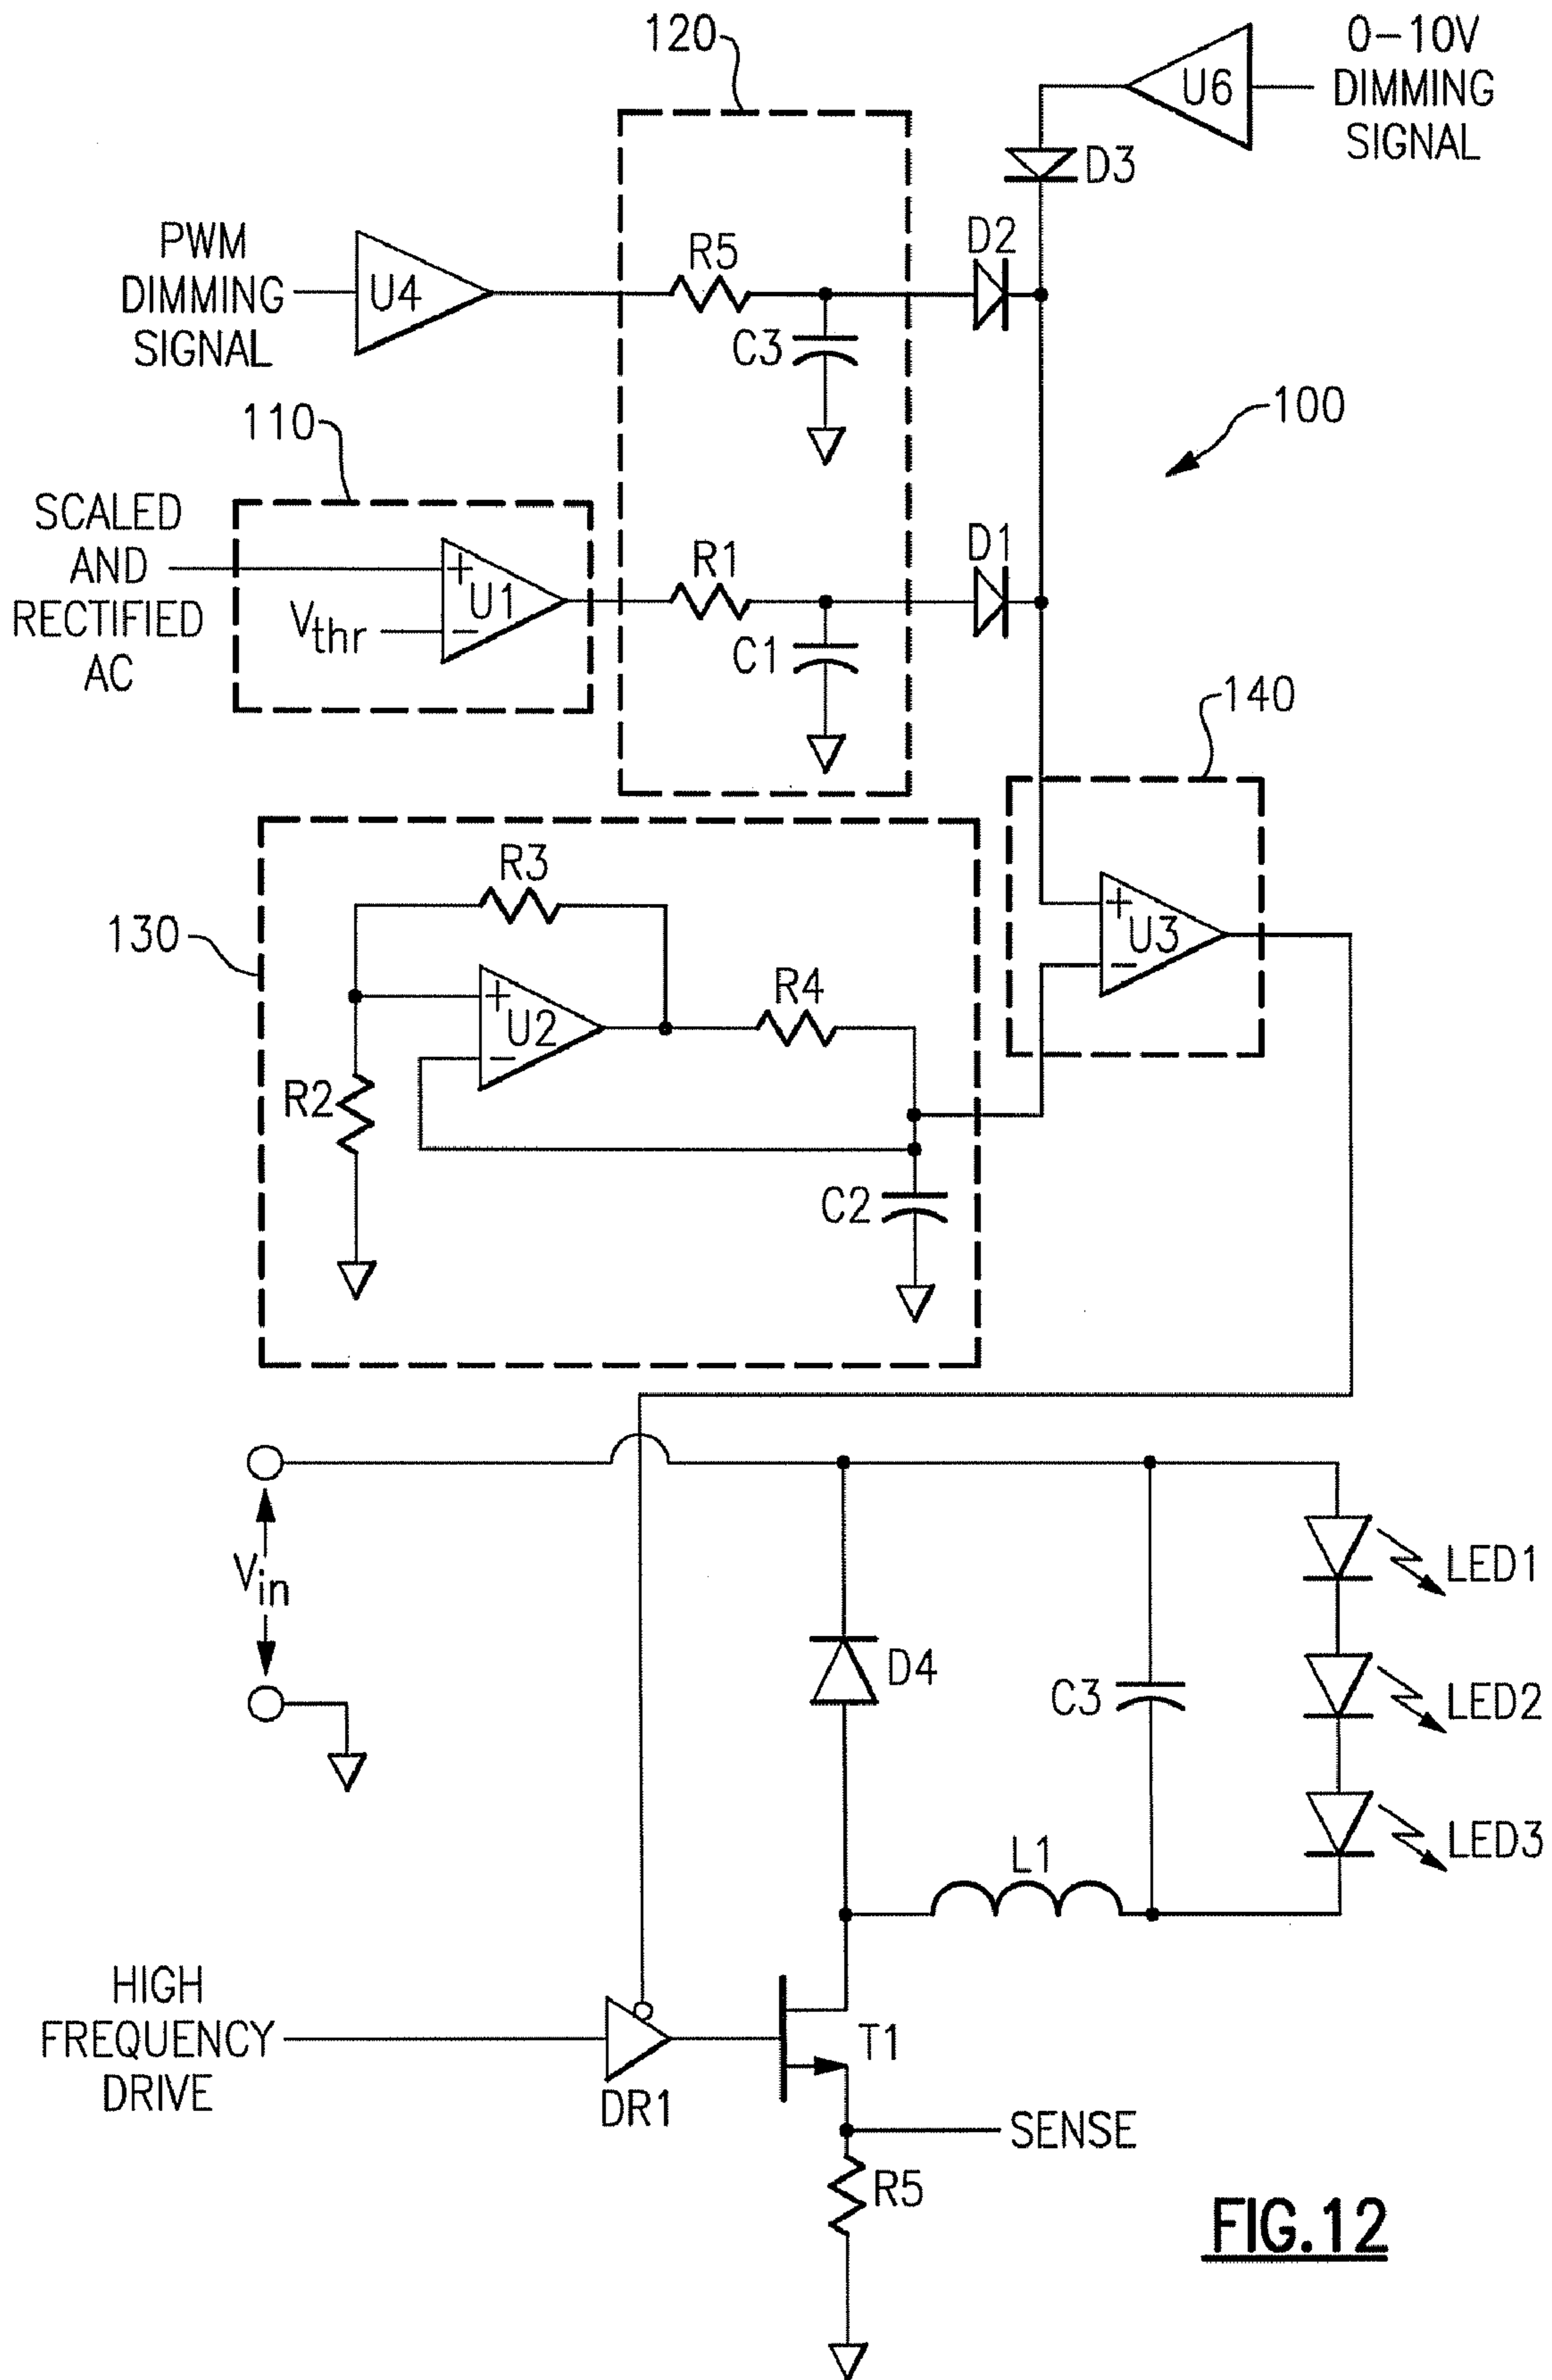 120
0-10V
DIMMING
SIGNAL
U6
D3
PWM
DIMMING
SIGNAL
U4
R5
C3
D2
100
110
SCALED
AND
RECTIFIED
AC
Vthr
+
-
U1
R1
C1
D1
140
130
R3
+
-
U2
R4
R2
C2
+
-
U3
Vin
D4
C3
LED1
LED2
LED3
L1
HIGH
FREQUENCY
DRIVE
DR1
T1
SENSE
R5
FIG.12